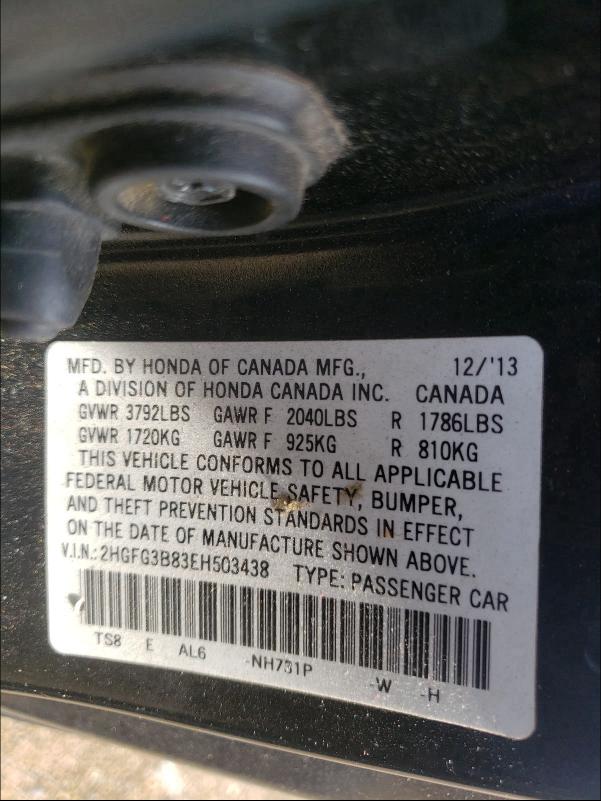 MFD. BY HONDA OF CANADA MFG., 12/'13
A DIVISION OF HONDA CANADA INC. CANADA
GVWR 3792LBS GAWR F 2040LBS R 1786LBS
GVWR 1720KG GAWR F 925KG R 810KG
THIS VEHICLE CONFORMS TO ALL APPLICABLE
FEDERAL MOTOR VEHICLE SAFETY, BUMPER,
AND THEFT PREVENTION STANDARDS IN EFFECT
ON THE DATE OF MANUFACTURE SHOWN ABOVE.
V.I.N.: 2HGFG3B83EH503438 TYPE: PASSENGER CAR
TS8 E AL6 -NH731P -W -H